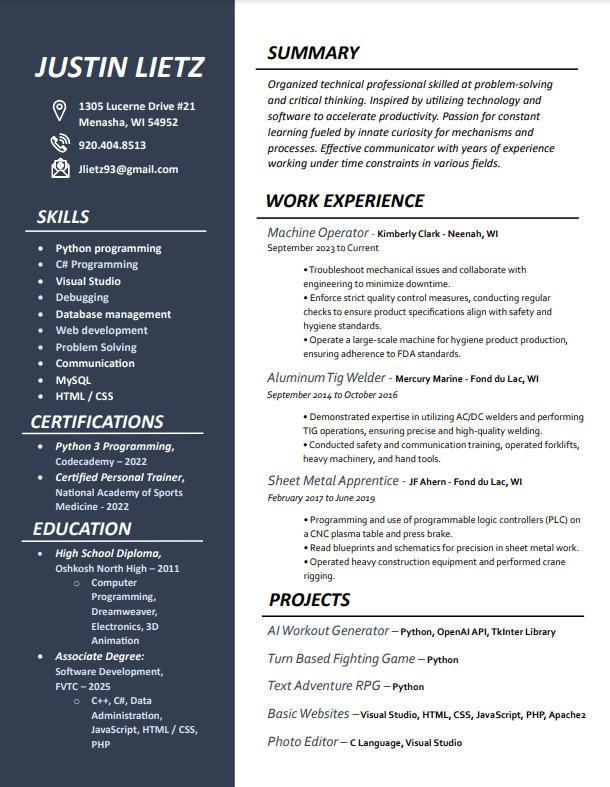 JUSTIN LIETZ
1305 Lucerne Drive #21
Menasha, WI 54952
920.404.8513
Jlietz93@gmail.com
SKILLS
• Python programming
• C# Programming
• Visual Studio
• Debugging
• Database management
• Web development
• Problem Solving
• Communication
• MySQL
• HTML / CSS
CERTIFICATIONS
• Python 3 Programming,
Codecademy – 2022
• Certified Personal Trainer,
National Academy of Sports
Medicine - 2022
EDUCATION
• High School Diploma,
Oshkosh North High – 2011
o Computer
Programming,
Dreamweaver,
Electronics, 3D
Animation
• Associate Degree:
Software Development,
FVTC – 2025
o C++, C#, Data
Administration,
JavaScript, HTML / CSS,
PHP
SUMMARY
Organized technical professional skilled at problem-solving
and critical thinking. Inspired by utilizing technology and
software to accelerate productivity. Passion for constant
learning fueled by innate curiosity for mechanisms and
processes. Effective communicator with years of experience
working under time constraints in various fields.
WORK EXPERIENCE
Machine Operator - Kimberly Clark - Neenah, WI
September 2023 to Current
• Troubleshoot mechanical issues and collaborate with
engineering to minimize downtime.
• Enforce strict quality control measures, conducting regular
checks to ensure product specifications align with safety and
hygiene standards.
• Operate a large-scale machine for hygiene product production,
ensuring adherence to FDA standards.
Aluminum Tig Welder - Mercury Marine - Fond du Lac, WI
September 2014 to October 2016
• Demonstrated expertise in utilizing AC/DC welders and performing
TIG operations, ensuring precise and high-quality welding.
• Conducted safety and communication training, operated forklifts,
heavy machinery, and hand tools.
Sheet Metal Apprentice - JF Ahern - Fond du Lac, WI
February 2017 to June 2019
• Programming and use of programmable logic controllers (PLC) on
a CNC plasma table and press brake.
• Read blueprints and schematics for precision in sheet metal work.
• Operated heavy construction equipment and performed crane
rigging.
PROJECTS
AI Workout Generator – Python, OpenAI API, TkInter Library
Turn Based Fighting Game – Python
Text Adventure RPG – Python
Basic Websites – Visual Studio, HTML, CSS, JavaScript, PHP, Apache2
Photo Editor – C Language, Visual Studio